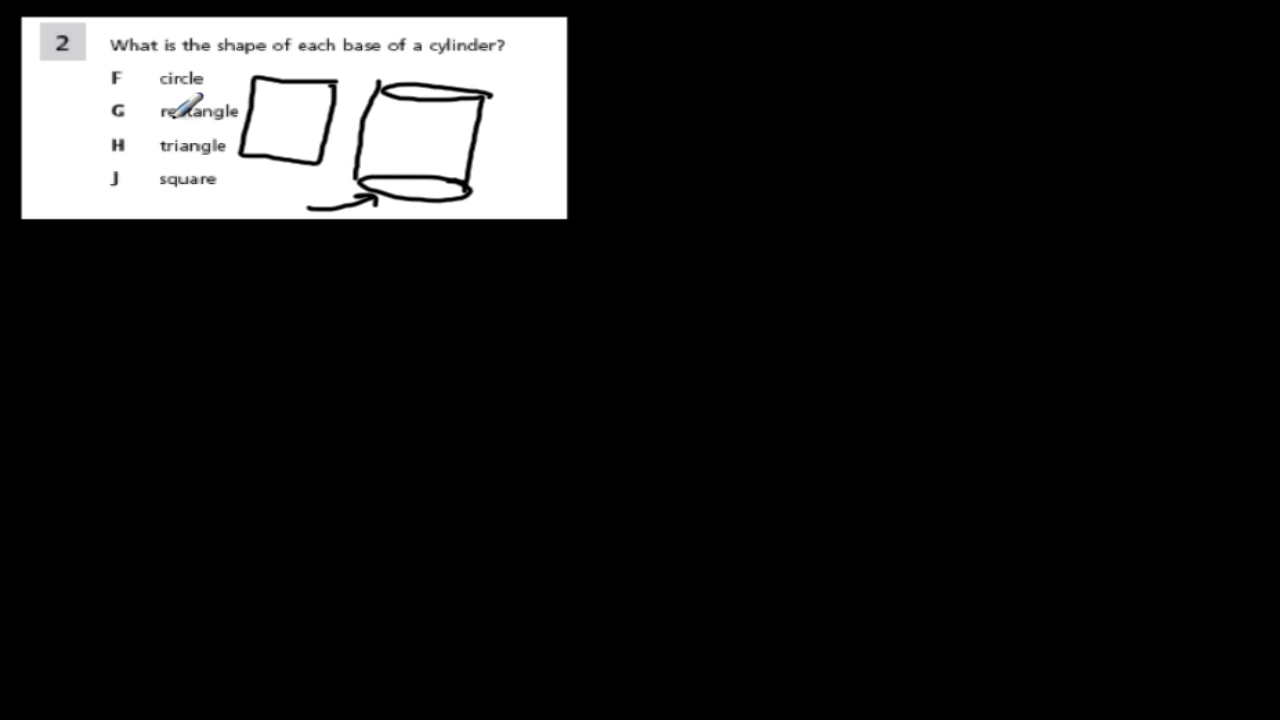 2 What is the shape of each base of a cylinder?
F circle
G rectangle
H triangle
J square